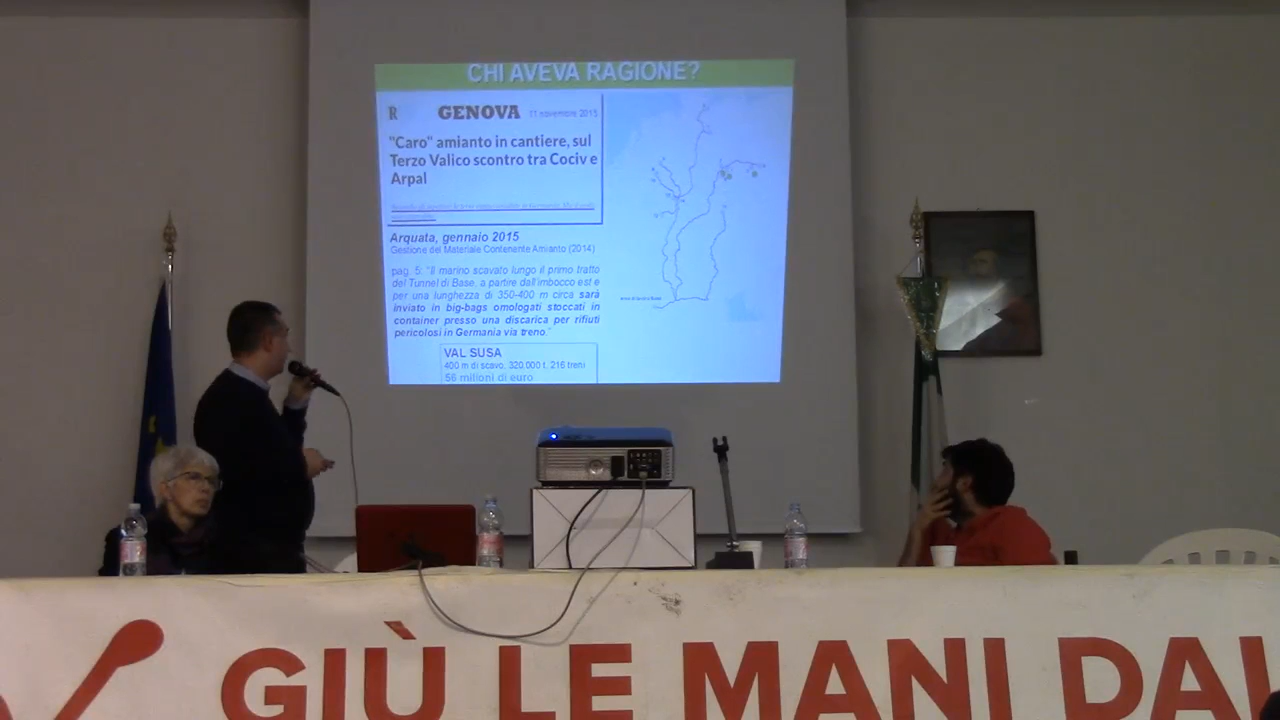 CHI AVEVA RAGIONE?
R GENOVA 11 novembre 2015
"Caro" amianto in cantiere, sul
Terzo Valico scontro tra Cociv e
Arpal
Arquata, gennaio 2015
Gestione del Materiale Contenente Amianto (2014)
pag. 5: "Il marino scavato lungo il primo tratto
del Tunnel di Base, a partire dall'imbocco est e
per una lunghezza di 350-400 m circa sarà
inviato in big-bags omologati stoccati in
container presso una discarica per rifiuti
pericolosi in Germania via treno."
VAL SUSA
400 m di scavo, 320.000 t, 216 treni
56 milioni di euro
GIÙ LE MANI DAL